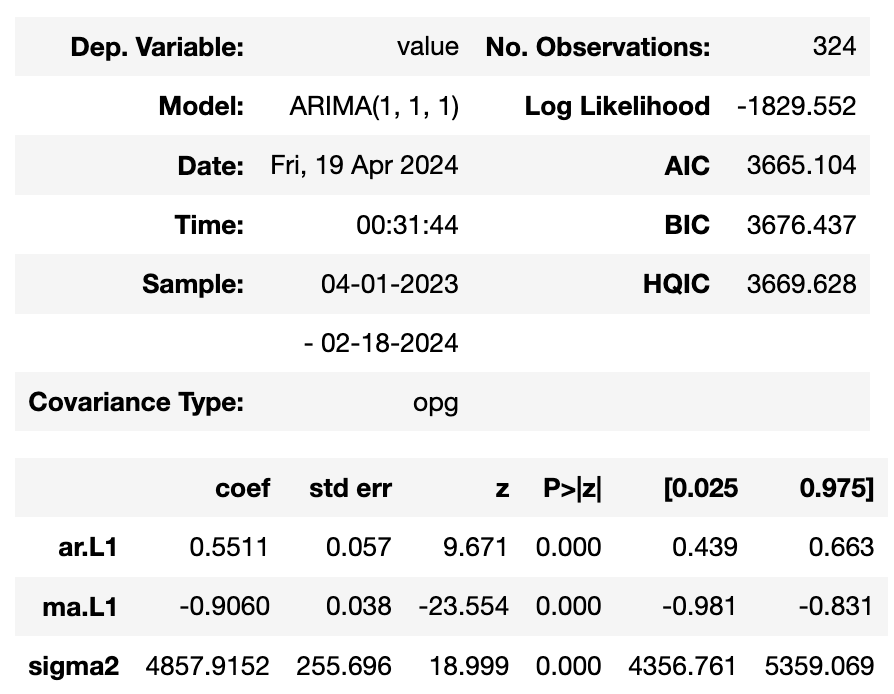 Dep. Variable: value No. Observations: 324
Model: ARIMA(1, 1, 1) Log Likelihood -1829.552
Date: Fri, 19 Apr 2024 AIC 3665.104
Time: 00:31:44 BIC 3676.437
Sample: 04-01-2023 HQIC 3669.628
- 02-18-2024
Covariance Type: opg
coef std err z P>|z| [0.025 0.975]
ar.L1 0.5511 0.057 9.671 0.000 0.439 0.663
ma.L1 -0.9060 0.038 -23.554 0.000 -0.981 -0.831
sigma2 4857.9152 255.696 18.999 0.000 4356.761 5359.069